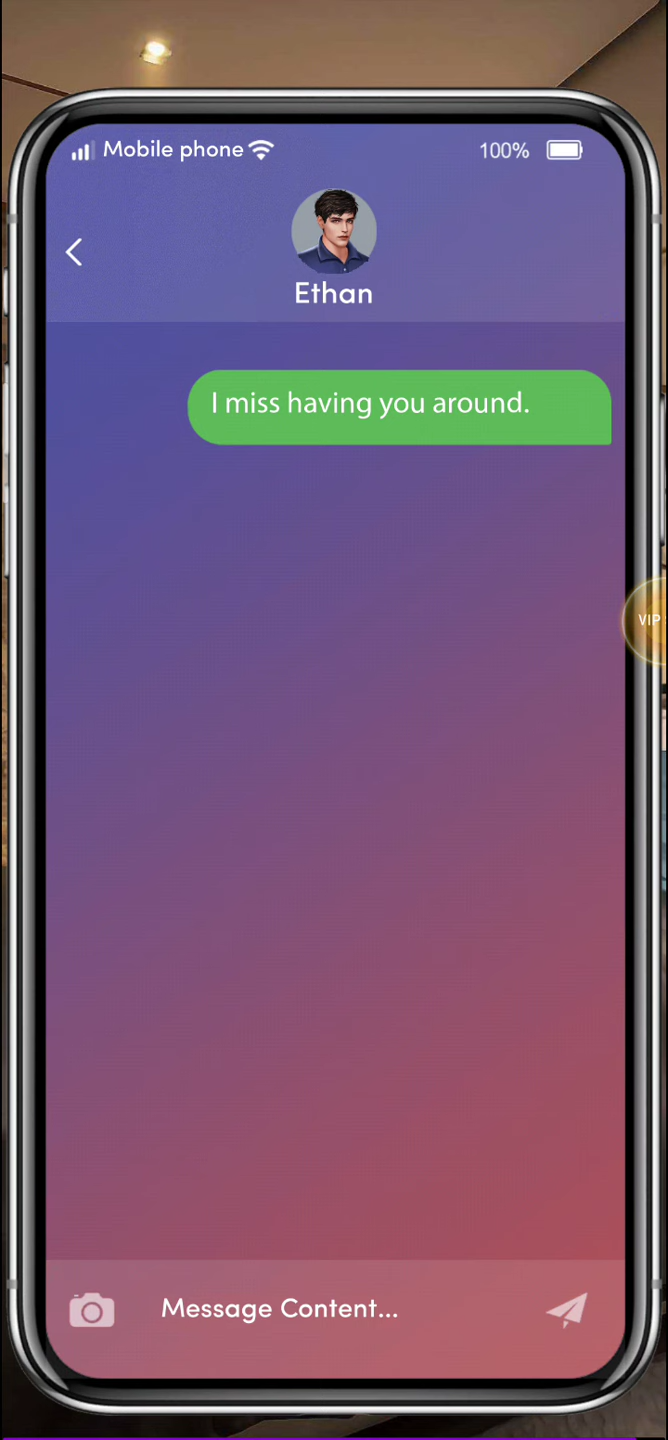 Mobile phone
100%
Ethan
I miss having you around.
VIP
Message Content...